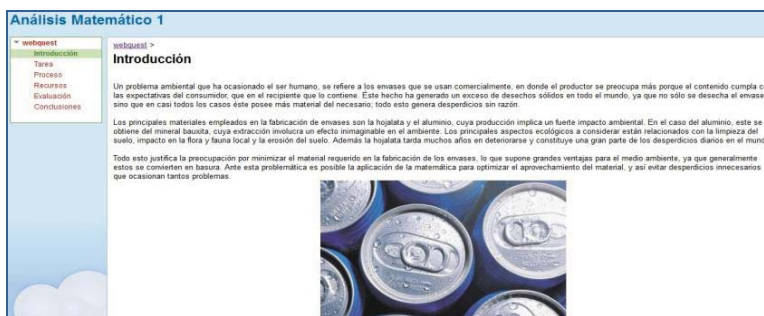 Análisis Matemático 1
webquest
Introducción
Tarea
Proceso
Recursos
Evaluación
Conclusiones
webquest >
Introducción
Un problema ambiental que ha ocasionado el ser humano, se refiere a los envases que se usan comercialmente, en donde el productor se preocupa más porque el contenido cumpla c
las expectativas del consumidor, que en el recipiente que lo contiene. Este hecho ha generado un exceso de desechos sólidos en todo el mundo, ya que no sólo se desecha el envase
sino que en casi todos los casos éste posee más material del necesario; todo esto genera desperdicios sin razón.
Los principales materiales empleados en la fabricación de envases son la hojalata y el aluminio, cuya producción implica un fuerte impacto ambiental. En el caso del aluminio, este se
obtiene del mineral bauxita, cuya extracción involucra un efecto inimaginable en el ambiente. Los principales aspectos ecológicos a considerar están relacionados con la limpieza del
suelo, impacto en la flora y fauna local y la erosión del suelo. Además la hojalata tarda muchos años en deteriorarse y constituye una gran parte de los desperdicios diarios en el mund
Todo esto justifica la preocupación por minimizar el material requerido en la fabricación de los envases, lo que supone grandes ventajas para el medio ambiente, ya que generalmente
estos se convierten en basura. Ante esta problemática es posible la aplicación de la matemática para optimizar el aprovechamiento del material, y así evitar desperdicios innecesarios
que ocasionan tantos problemas.